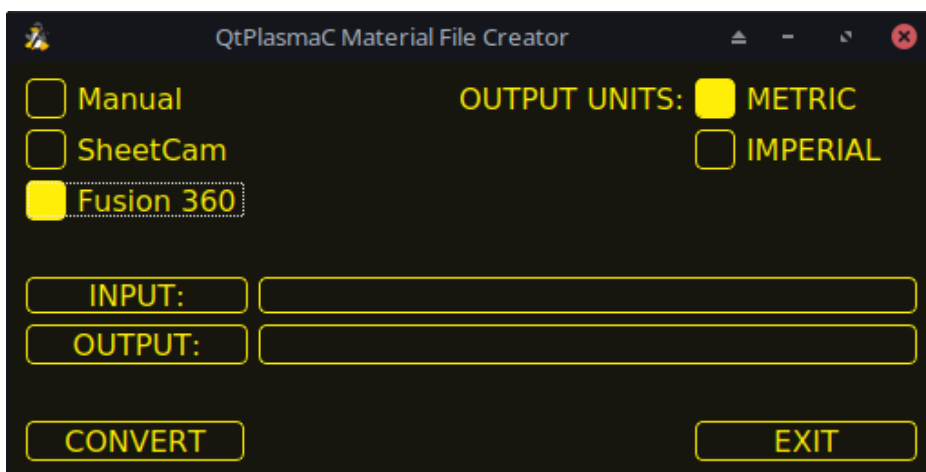 QtPlasmaC Material File Creator
Manual OUTPUT UNITS: METRIC
SheetCam IMPERIAL
Fusion 360
INPUT:
OUTPUT:
CONVERT EXIT